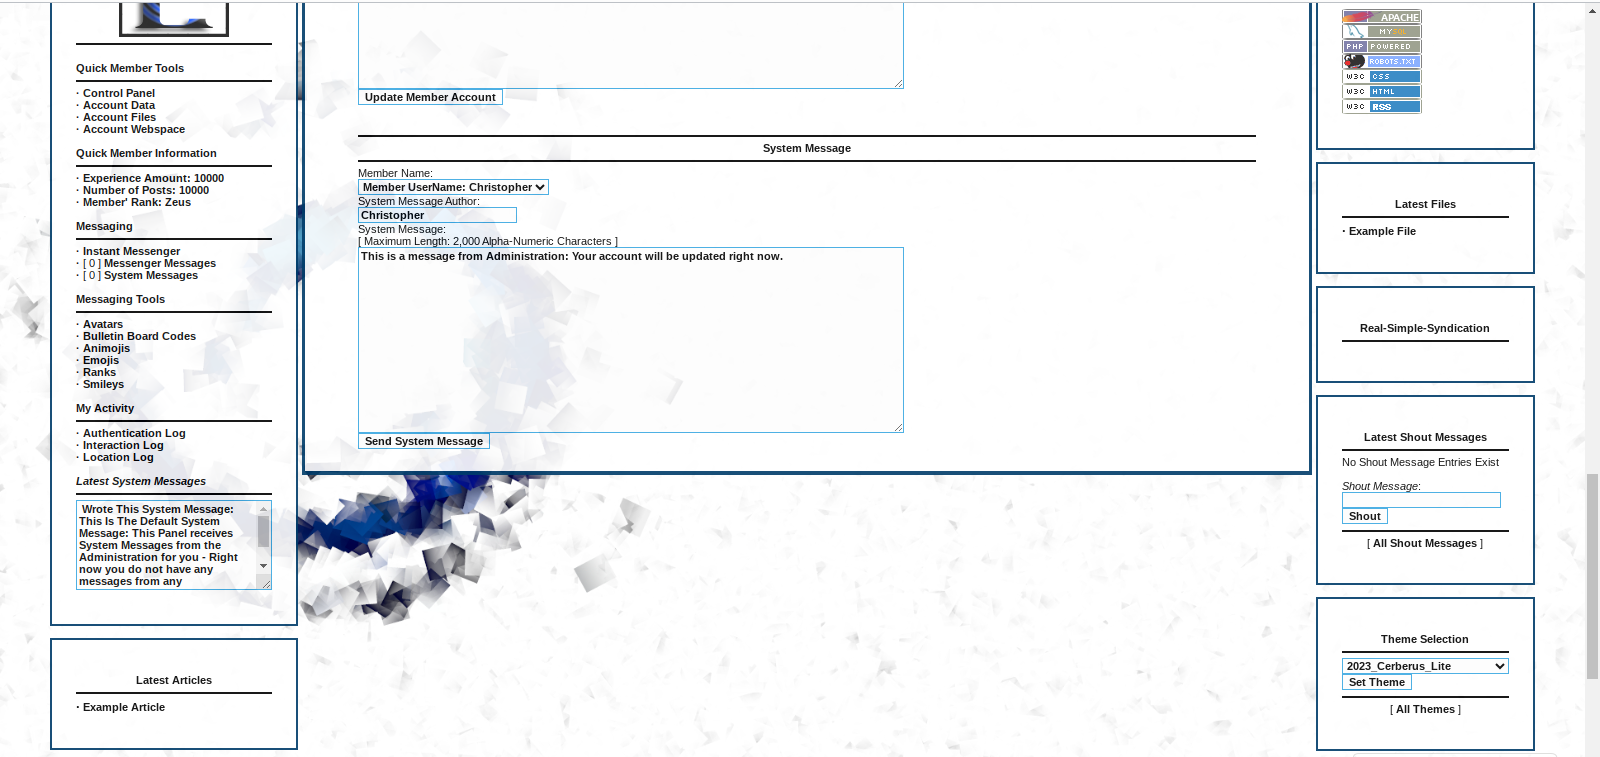 Quick Member Tools
· Control Panel
· Account Data
· Account Files
· Account Webspace
Quick Member Information
· Experience Amount: 10000
· Number of Posts: 10000
· Member' Rank: Zeus
Messaging
· Instant Messenger
· [ 0 ] Messenger Messages
· [ 0 ] System Messages
Messaging Tools
· Avatars
· Bulletin Board Codes
· Animojis
· Emojis
· Ranks
· Smileys
My Activity
· Authentication Log
· Interaction Log
· Location Log
Latest System Messages
Wrote This System Message:
This Is The Default System
Message: This Panel receives
System Messages from the
Administration for you - Right
now you do not have any
messages from any
Latest Articles
· Example Article
Update Member Account
System Message
Member Name:
Member UserName: Christopher
System Message Author:
Christopher
System Message:
[ Maximum Length: 2,000 Alpha-Numeric Characters ]
This is a message from Administration: Your account will be updated right now.
Send System Message
APACHE
MYSQL
PHP POWERED
ROBOTS.TXT
W3C CSS
W3C HTML
W3C RSS
Latest Files
· Example File
Real-Simple-Syndication
Latest Shout Messages
No Shout Message Entries Exist
Shout Message:
Shout
[ All Shout Messages ]
Theme Selection
2023_Cerberus_Lite
Set Theme
[ All Themes ]